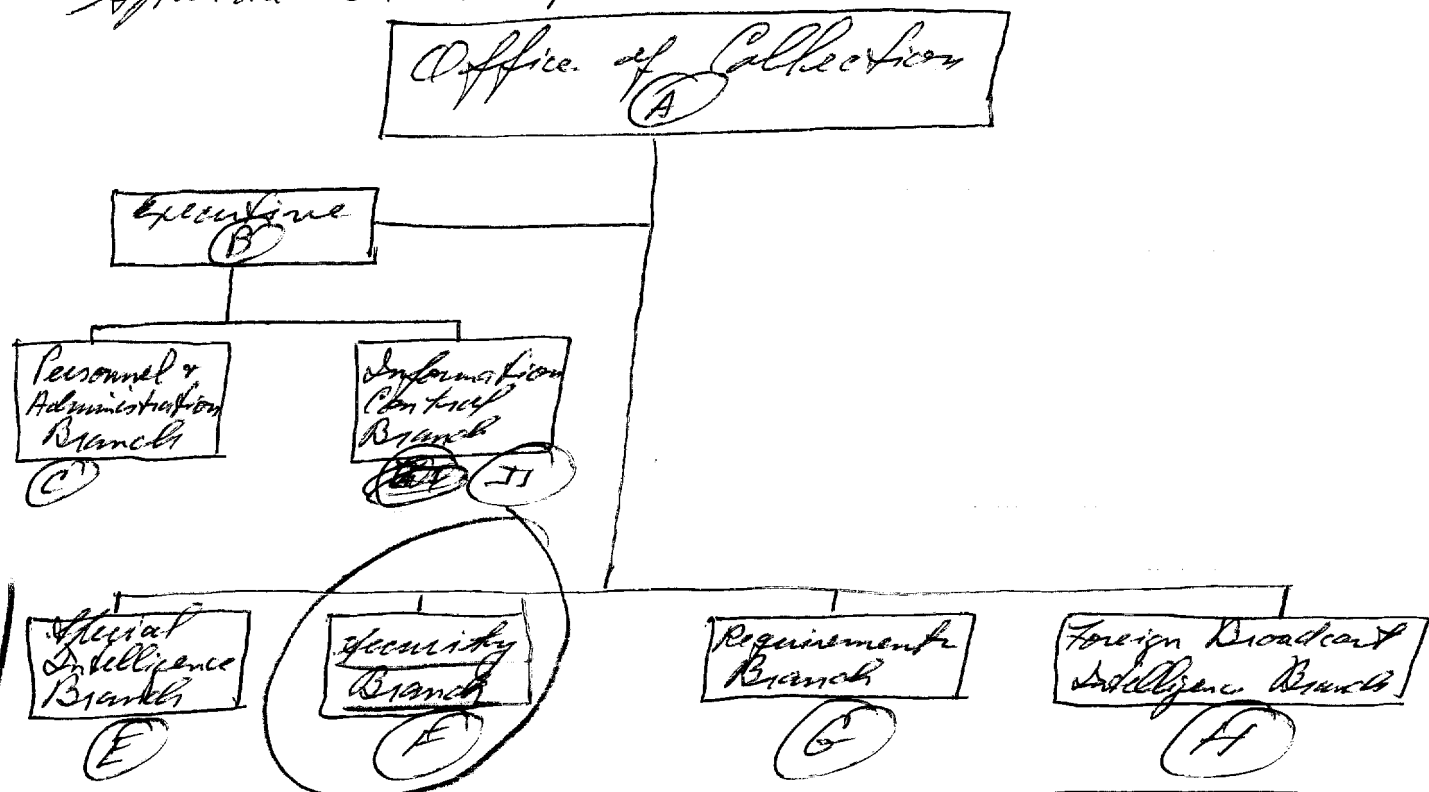 Office of Collection
A
Executive
B
Personnel &
Administration
Branch
C
Information
Control
Branch
D
Special
Intelligence
Branch
E
Security
Branch
F
Requirements
Branch
G
Foreign Broadcast
Intelligence Branch
H